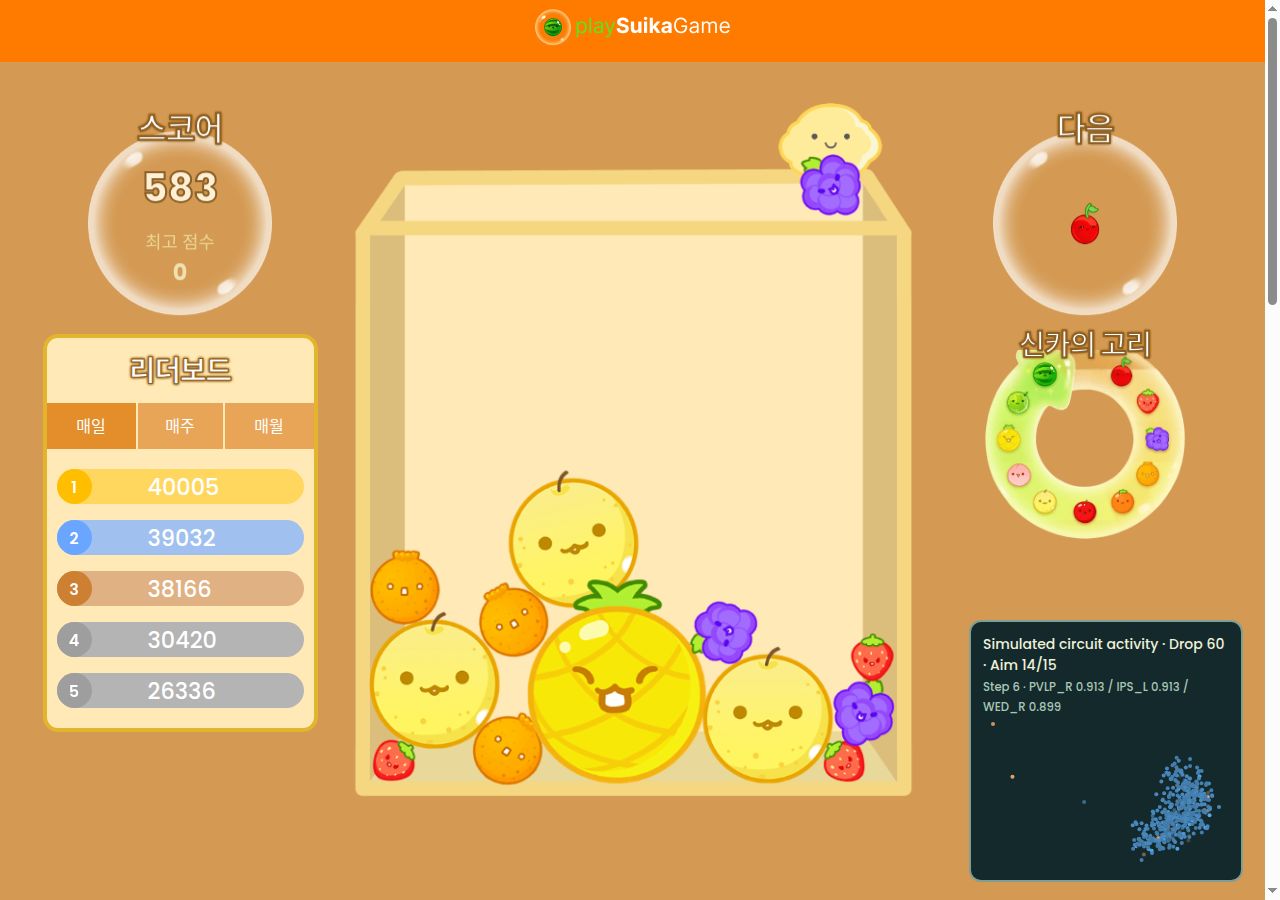 playSuikaGame
스코어
583
최고 점수
0
리더보드
매일 매주 매월
1 40005
2 39032
3 38166
4 30420
5 26336
다음
신카의 고리
Simulated circuit activity · Drop 60
· Aim 14/15
Step 6 · PVLP_R 0.913 / IPS_L 0.913 /
WED_R 0.899